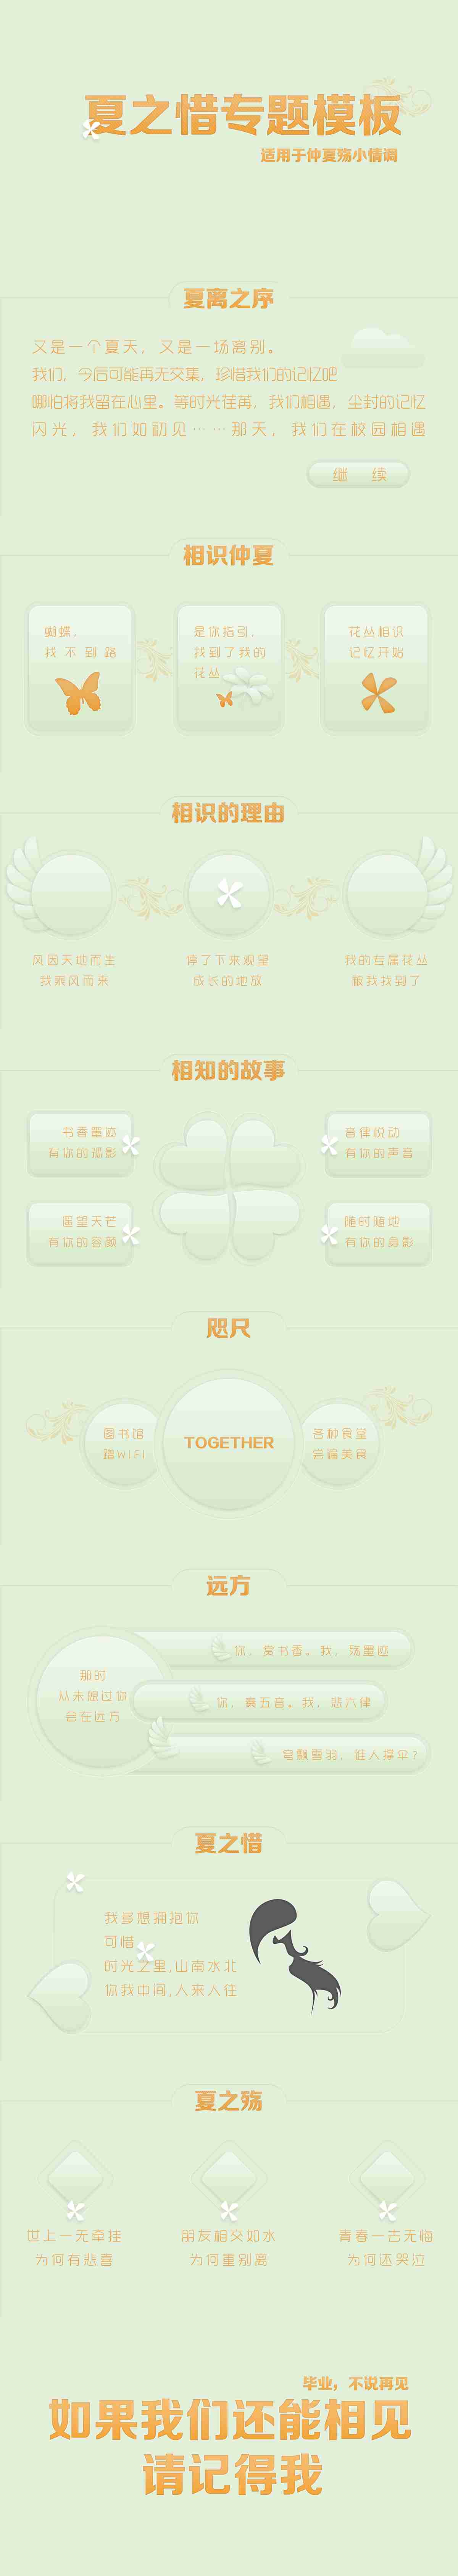 夏之惜专题模板
适用于仲夏殇小情调
夏离之序
又是一个夏天，又是一场离别。
我们，今后可能再无交集，珍惜我们的记忆吧
哪怕将我留在心里。等时光荏苒，我们相遇，尘封的记忆
闪光，我们如初见……那天，我们在校园相遇
继 续
相识仲夏
蝴蝶，
找不到路
是你指引，
找到了我的
花丛
花丛相识
记忆开始
相识的理由
风因天地而生
我乘风而来
停了下来观望
成长的地放
我的专属花丛
被我找到了
相知的故事
书香墨迹
有你的孤影
音律悦动
有你的声音
遥望天芒
有你的容颜
随时随地
有你的身影
咫尺
图书馆
蹭WIFI
TOGETHER
各种食堂
尝遍美食
远方
那时
从未想过你
会在远方
你，赏书香。我，殇墨迹
你，奏五音。我，悲六律
冬飘雪羽，谁人撑伞？
夏之惜
我多想拥抱你
可惜
时光之里,山南水北
你我中间,人来人往
夏之殇
世上一无牵挂
为何有悲喜
朋友相交如水
为何重别离
青春一去无临
为何还哭泣
毕业，不说再见
如果我们还能相见
请记得我